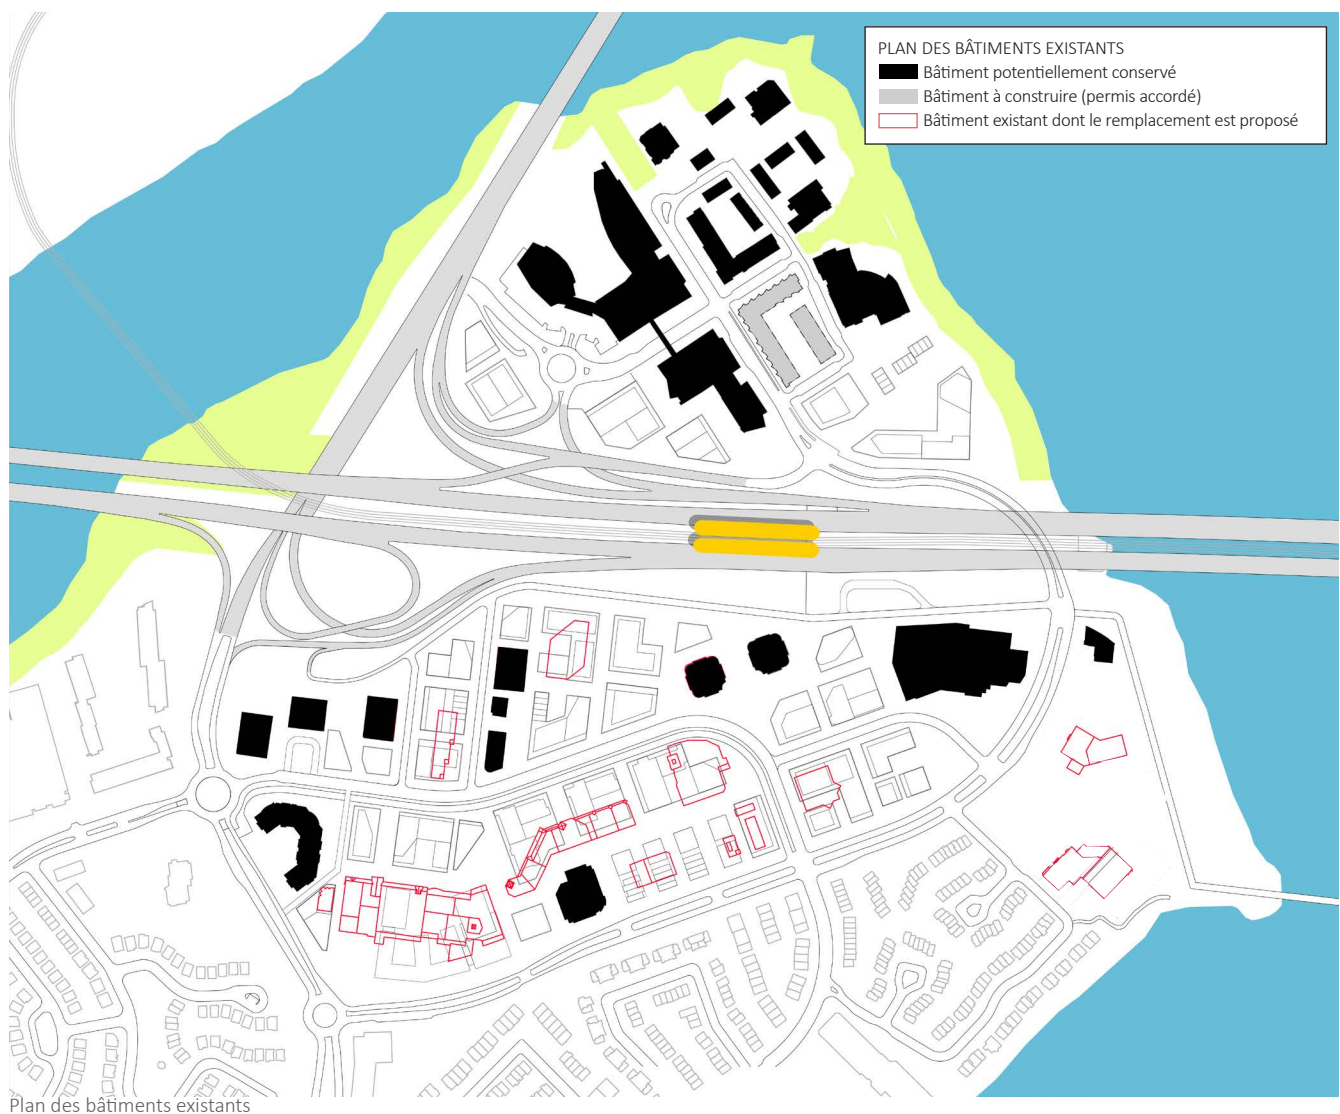 PLAN DES BÂTIMENTS EXISTANTS
Bâtiment potentiellement conservé
Bâtiment à construire (permis accordé)
Bâtiment existant dont le remplacement est proposé
Plan des bâtiments existants